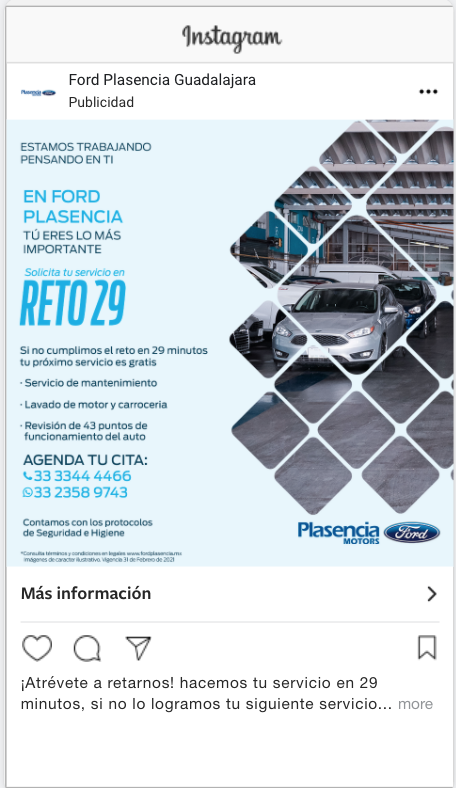 Instagram
Plasencia Ford
Ford Plasencia Guadalajara
Publicidad
ESTAMOS TRABAJANDO
PENSANDO EN TI
EN FORD
PLASENCIA
TÚ ERES LO MÁS
IMPORTANTE
Solicita tu servicio en
RETO 29
Si no cumplimos el reto en 29 minutos
tu próximo servicio es gratis
· Servicio de mantenimiento
· Lavado de motor y carroceria
· Revisión de 43 puntos de
funcionamiento del auto
AGENDA TU CITA:
33 3344 4466
33 2358 9743
Contamos con los protocolos
de Seguridad e Higiene
Plasencia
MOTORS
Ford
*Consulta términos y condiciones en legales: www.fordplasencia.mx
Imágenes de caracter ilustrativo. Vigencia 31 de Febrero de 2021
Más información
¡Atrévete a retarnos! hacemos tu servicio en 29
minutos, si no lo logramos tu siguiente servicio... more